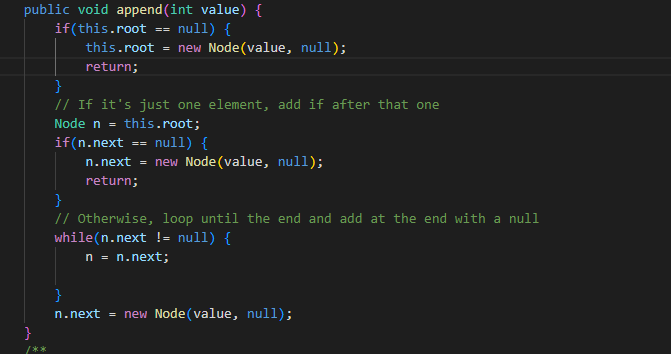 public void append(int value) {
if(this.root == null) {
this.root = new Node(value, null);
return;
}
// If it's just one element, add if after that one
Node n = this.root;
if(n.next == null) {
n.next = new Node(value, null);
return;
}
// Otherwise, loop until the end and add at the end with a null
while(n.next != null) {
n = n.next;
}
n.next = new Node(value, null);
}
/**